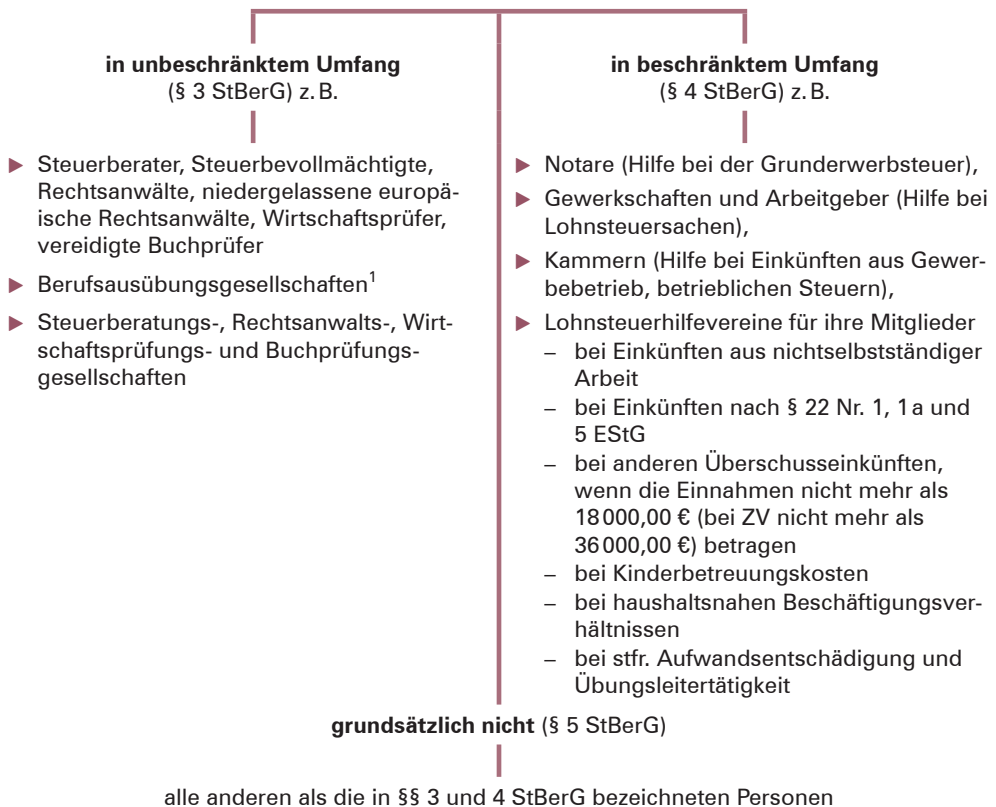 in unbeschränktem Umfang
(§ 3 StBerG) z. B.
▶ Steuerberater, Steuerbevollmächtigte,
Rechtsanwälte, niedergelassene europä-
ische Rechtsanwälte, Wirtschaftsprüfer,
vereidigte Buchprüfer
▶ Berufsausübungsgesellschaften¹
▶ Steuerberatungs-, Rechtsanwalts-, Wirt-
schaftsprüfungs- und Buchprüfungs-
gesellschaften
in beschränktem Umfang
(§ 4 StBerG) z. B.
▶ Notare (Hilfe bei der Grunderwerbsteuer),
▶ Gewerkschaften und Arbeitgeber (Hilfe bei
Lohnsteuersachen),
▶ Kammern (Hilfe bei Einkünften aus Gewer-
bebetrieb, betrieblichen Steuern),
▶ Lohnsteuerhilfevereine für ihre Mitglieder
– bei Einkünften aus nichtselbstständiger
Arbeit
– bei Einkünften nach § 22 Nr. 1, 1 a und
5 EStG
– bei anderen Überschusseinkünften,
wenn die Einnahmen nicht mehr als
18 000,00 € (bei ZV nicht mehr als
36 000,00 €) betragen
– bei Kinderbetreuungskosten
– bei haushaltsnahen Beschäftigungsver-
hältnissen
– bei stfr. Aufwandsentschädigung und
Übungsleitertätigkeit
grundsätzlich nicht (§ 5 StBerG)
alle anderen als die in §§ 3 und 4 StBerG bezeichneten Personen